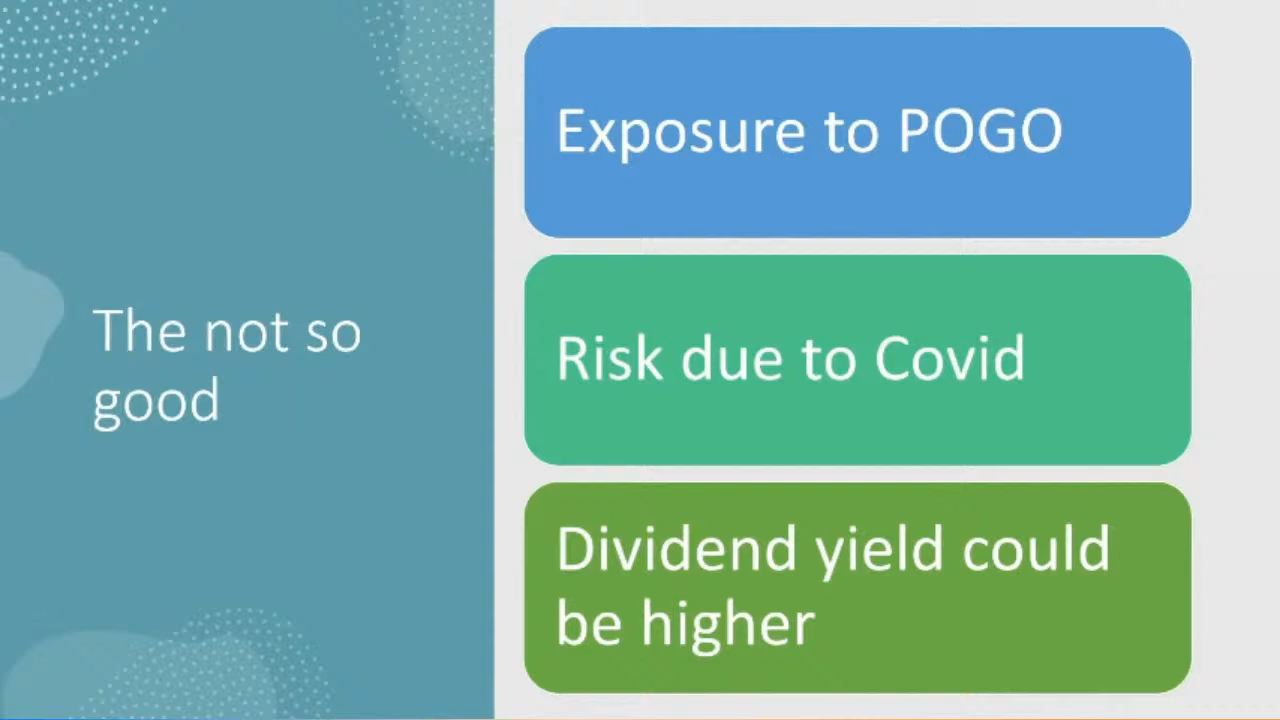 The not so
good
Exposure to POGO
Risk due to Covid
Dividend yield could
be higher